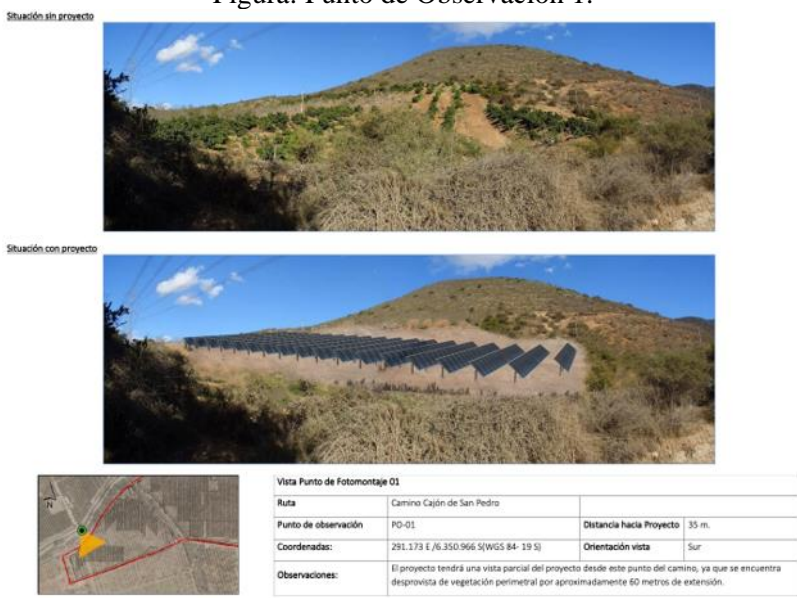 Figura: Punto de Observación 1.
Situación sin proyecto
Situación con proyecto
N
Vista Punto de Fotomontaje 01
Ruta Camino Cajón de San Pedro
Punto de observación PO-01 Distancia hacia Proyecto 35 m.
Coordenadas: 291.173 E /6.350.966 S(WGS 84- 19 S) Orientación vista Sur
Observaciones: El proyecto tendrá una vista parcial del proyecto desde este punto del camino, ya que se encuentra
desprovista de vegetación perimetral por aproximadamente 60 metros de extensión.